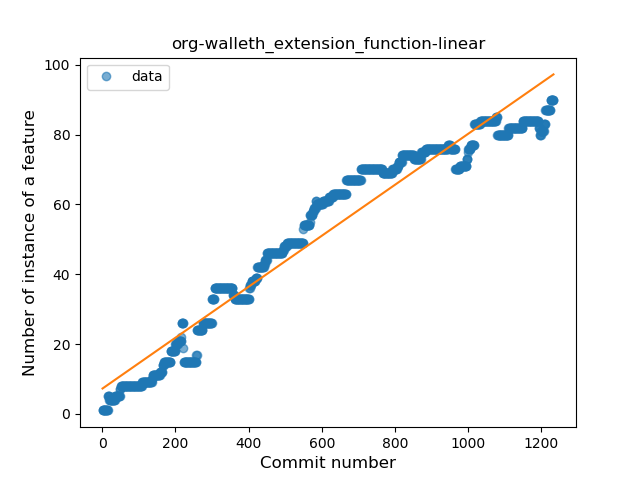 org-walleth_extension_function-linear
data
Number of instance of a feature
100
80
60
40
20
0
0 200 400 600 800 1000 1200
Commit number